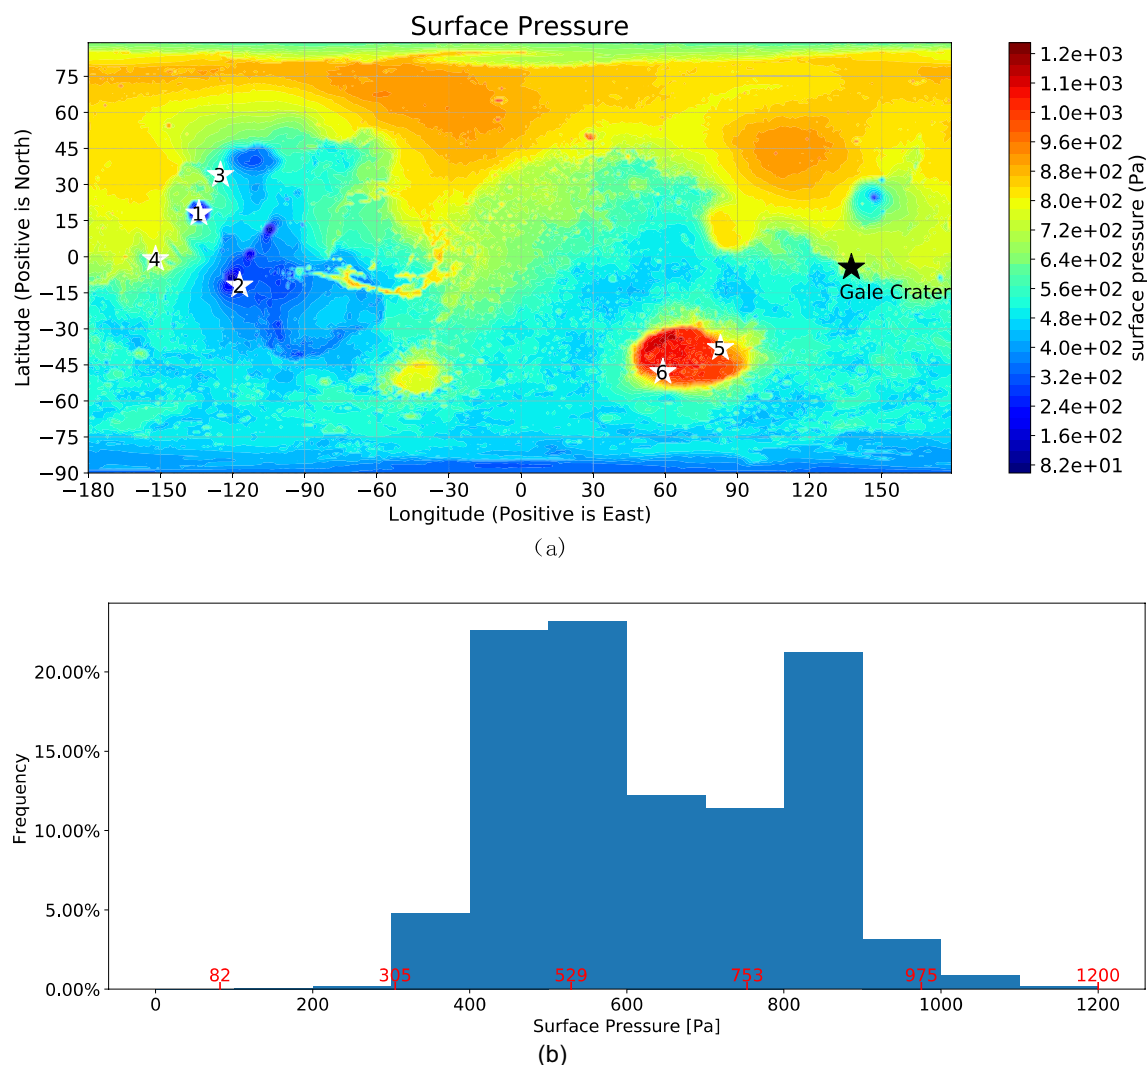 Surface Pressure
75
60
45
30
15
0
−15
−30
−45
−60
−75
−90
Latitude (Positive is North)
3
1
4
2
5
6
Gale Crater
−180 −150 −120 −90 −60 −30 0 30 60 90 120 150
Longitude (Positive is East)
1.2e+03
1.1e+03
1.0e+03
9.6e+02
8.8e+02
8.0e+02
7.2e+02
6.4e+02
5.6e+02
4.8e+02
4.0e+02
3.2e+02
2.4e+02
1.6e+02
8.2e+01
surface pressure (Pa)
(a)
20.00%
15.00%
10.00%
5.00%
0.00%
Frequency
82 305 529 753 975 1200
0 200 400 600 800 1000 1200
Surface Pressure [Pa]
(b)